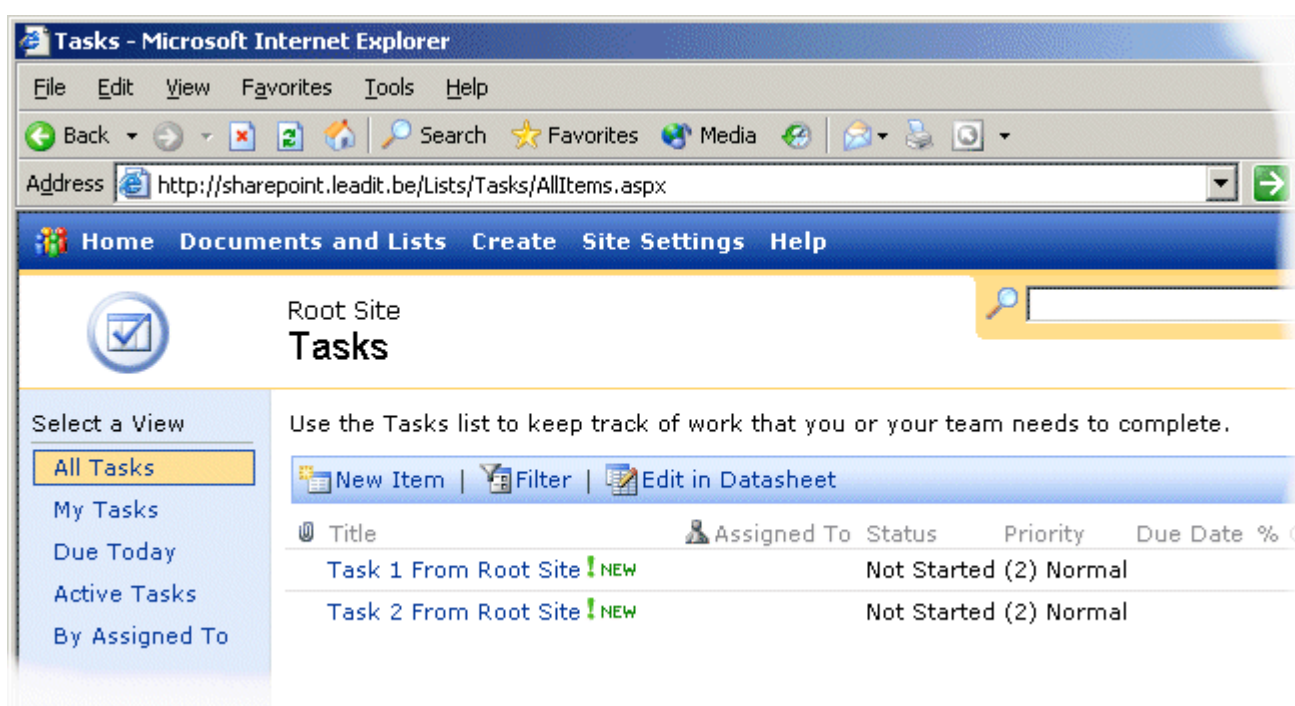 Tasks - Microsoft Internet Explorer
File Edit View Favorites Tools Help
Back Search Favorites Media
Address http://sharepoint.leadit.be/Lists/Tasks/AllItems.aspx
Home Documents and Lists Create Site Settings Help
Root Site
Tasks
Select a View
All Tasks
My Tasks
Due Today
Active Tasks
By Assigned To
Use the Tasks list to keep track of work that you or your team needs to complete.
New Item | Filter | Edit in Datasheet
Title Assigned To Status Priority Due Date %
Task 1 From Root Site ! NEW Not Started (2) Normal
Task 2 From Root Site ! NEW Not Started (2) Normal